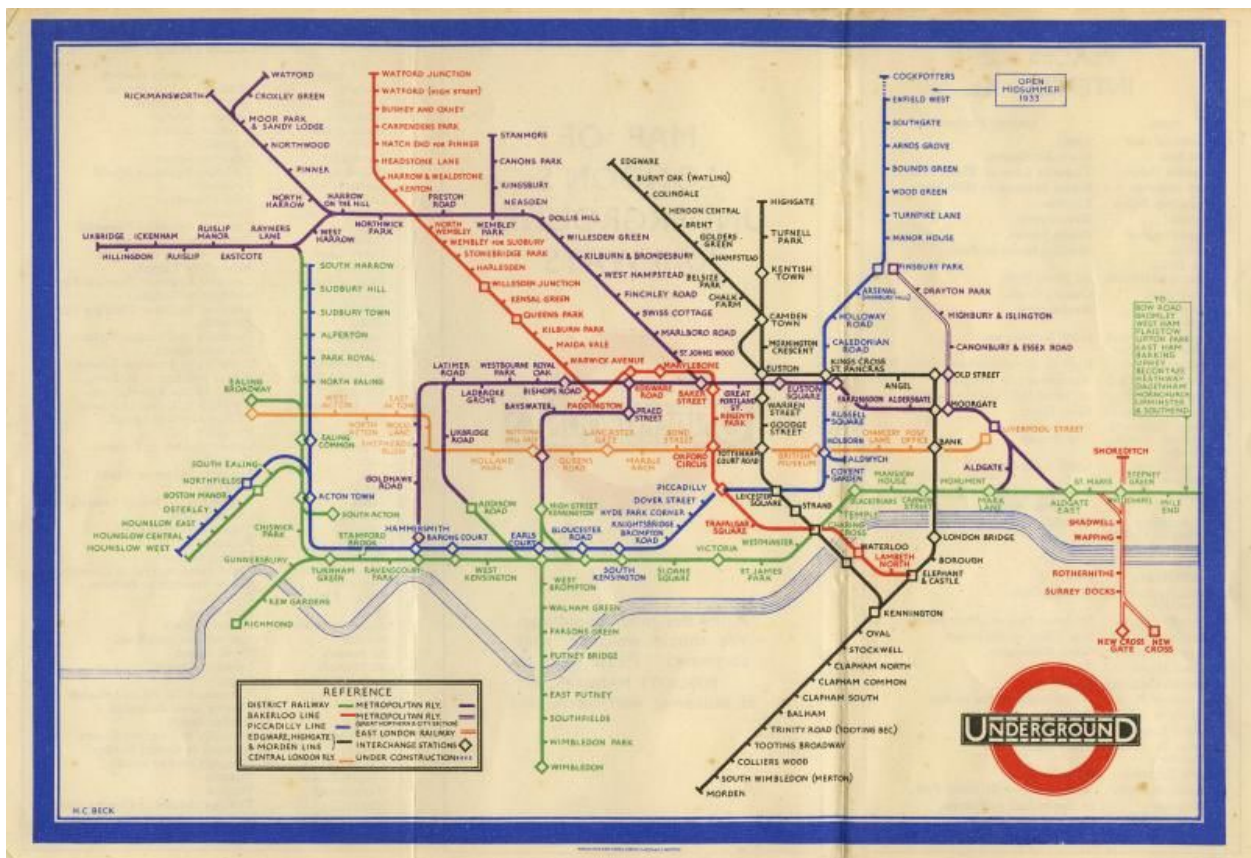 WATFORD
RICKMANSWORTH
CROXLEY GREEN
MOOR PARK
& SANDY LODGE
NORTHWOOD
PINNER
NORTH
HARROW
HARROW
ON THE HILL
NORTHWICK
PARK
PRESTON
ROAD
WEMBLEY
PARK
WEST
HARROW
RAYNERS
LANE
EASTCOTE
RUISLIP
MANOR
RUISLIP
ICKENHAM
HILLINGDON
UXBRIDGE
WATFORD JUNCTION
WATFORD (HIGH STREET)
BUSHEY AND OXHEY
CARPENDERS PARK
HATCH END FOR PINNER
HEADSTONE LANE
HARROW & WEALDSTONE
KENTON
NORTH
WEMBLEY
WEMBLEY FOR SUDBURY
STONEBRIDGE PARK
HARLESDEN
WILLESDEN JUNCTION
KENSAL GREEN
QUEENS PARK
KILBURN PARK
MAIDA VALE
WARWICK AVENUE
PADDINGTON
STANMORE
CANONS PARK
KINGSBURY
NEASDEN
DOLLIS HILL
WILLESDEN GREEN
KILBURN & BRONDESBURY
WEST HAMPSTEAD
FINCHLEY ROAD
SWISS COTTAGE
MARLBORO ROAD
ST. JOHNS WOOD
EDGWARE
BURNT OAK (WATLING)
COLINDALE
HENDON CENTRAL
BRENT
GOLDERS
GREEN
HAMPSTEAD
BELSIZE
PARK
CHALK
FARM
HIGHGATE
TUFNELL
PARK
KENTISH
TOWN
CAMDEN
TOWN
MORNINGTON
CRESCENT
EUSTON
COCKFOSTERS
OPEN
MIDSUMMER
1933
ENFIELD WEST
SOUTHGATE
ARNOS GROVE
BOUNDS GREEN
WOOD GREEN
TURNPIKE LANE
MANOR HOUSE
FINSBURY PARK
ARSENAL
(HIGHBURY HILL)
HOLLOWAY
ROAD
CALEDONIAN
ROAD
KINGS CROSS
ST. PANCRAS
DRAYTON PARK
HIGHBURY & ISLINGTON
CANONBURY & ESSEX ROAD
OLD STREET
ANGEL
MOORGATE
TO
BOW ROAD
BROMLEY
WEST HAM
PLAISTOW
UPTON PARK
EAST HAM
BARKING
UPNEY
BECONTREE
HEATHWAY
DAGENHAM
HORNCHURCH
UPMINSTER
& SOUTHEND
SOUTH HARROW
SUDBURY HILL
SUDBURY TOWN
ALPERTON
PARK ROYAL
NORTH EALING
EALING
BROADWAY
EALING
COMMON
WEST
ACTON
NORTH
ACTON
EAST
ACTON
WOOD
LANE
SHEPHERDS
BUSH
HOLLAND
PARK
NOTTING
HILL GATE
QUEENS
ROAD
LANCASTER
GATE
MARBLE
ARCH
BOND
STREET
OXFORD
CIRCUS
TOTTENHAM
COURT ROAD
BRITISH
MUSEUM
HOLBORN
CHANCERY
LANE
POST
OFFICE
BANK
LIVERPOOL STREET
LATIMER
ROAD
LADBROKE
GROVE
WESTBOURNE
PARK
ROYAL
OAK
BISHOPS ROAD
EDGWARE
ROAD
MARYLEBONE
BAKER
STREET
GREAT
PORTLAND
ST.
EUSTON
SQUARE
FARRINGDON
ALDERSGATE
ALDGATE
BAYSWATER
PRAED
STREET
REGENTS
PARK
WARREN
STREET
GOODGE
STREET
RUSSELL
SQUARE
ALDWYCH
COVENT
GARDEN
UXBRIDGE
ROAD
GOLDHAWK
ROAD
HAMMERSMITH
ADDISON
ROAD
HIGH STREET
KENSINGTON
SOUTH EALING
NORTHFIELDS
BOSTON MANOR
OSTERLEY
HOUNSLOW EAST
HOUNSLOW CENTRAL
HOUNSLOW WEST
ACTON TOWN
SOUTH ACTON
CHISWICK
PARK
GUNNERSBURY
KEW GARDENS
RICHMOND
TURNHAM
GREEN
STAMFORD
BROOK
RAVENSCOURT
PARK
BARONS COURT
WEST
KENSINGTON
EARLS
COURT
GLOUCESTER
ROAD
SOUTH
KENSINGTON
KNIGHTSBRIDGE
BROMPTON
ROAD
HYDE PARK CORNER
DOVER STREET
PICCADILLY
LEICESTER
SQUARE
STRAND
TRAFALGAR
SQUARE
SLOANE
SQUARE
VICTORIA
ST. JAMES
PARK
WESTMINSTER
CHARING
CROSS
TEMPLE
BLACKFRIARS
MANSION
HOUSE
CANNON
STREET
MONUMENT
MARK
LANE
ALDGATE
EAST
ST. MARYS
WHITECHAPEL
STEPNEY
GREEN
MILE
END
SHOREDITCH
SHADWELL
WAPPING
ROTHERHITHE
SURREY DOCKS
NEW CROSS
GATE
NEW
CROSS
WATERLOO
LAMBETH
NORTH
ELEPHANT
& CASTLE
LONDON BRIDGE
BOROUGH
KENNINGTON
OVAL
STOCKWELL
CLAPHAM NORTH
CLAPHAM COMMON
CLAPHAM SOUTH
BALHAM
TRINITY ROAD (TOOTING BEC)
TOOTING BROADWAY
COLLIERS WOOD
SOUTH WIMBLEDON (MERTON)
MORDEN
WEST
BROMPTON
WALHAM GREEN
PARSONS GREEN
PUTNEY BRIDGE
EAST PUTNEY
SOUTHFIELDS
WIMBLEDON PARK
WIMBLEDON
REFERENCE
DISTRICT RAILWAY
BAKERLOO LINE
PICCADILLY LINE
EDGWARE, HIGHGATE
& MORDEN LINE
CENTRAL LONDON RLY.
METROPOLITAN RLY.
METROPOLITAN RLY.
(GREAT NORTHERN & CITY SECTION)
EAST LONDON RAILWAY
INTERCHANGE STATIONS
UNDER CONSTRUCTION
UNDERGROUND
H.C. BECK